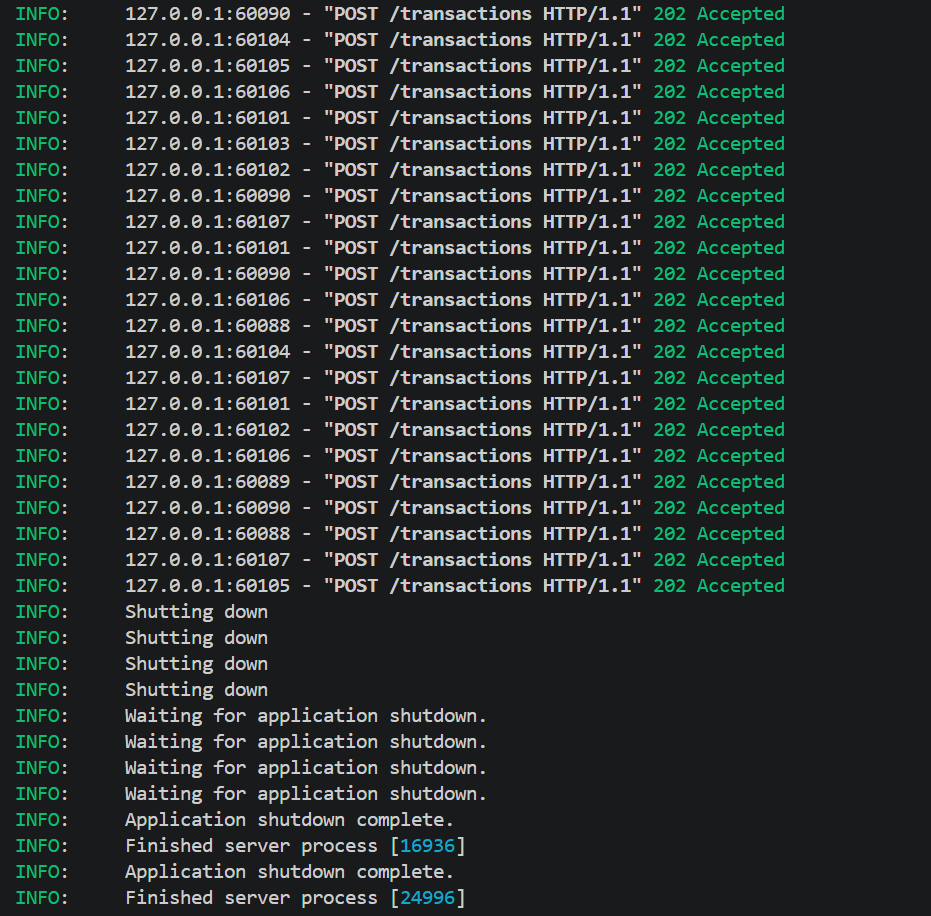 INFO:     127.0.0.1:60090 - "POST /transactions HTTP/1.1" 202 Accepted
INFO:     127.0.0.1:60104 - "POST /transactions HTTP/1.1" 202 Accepted
INFO:     127.0.0.1:60105 - "POST /transactions HTTP/1.1" 202 Accepted
INFO:     127.0.0.1:60106 - "POST /transactions HTTP/1.1" 202 Accepted
INFO:     127.0.0.1:60101 - "POST /transactions HTTP/1.1" 202 Accepted
INFO:     127.0.0.1:60103 - "POST /transactions HTTP/1.1" 202 Accepted
INFO:     127.0.0.1:60102 - "POST /transactions HTTP/1.1" 202 Accepted
INFO:     127.0.0.1:60090 - "POST /transactions HTTP/1.1" 202 Accepted
INFO:     127.0.0.1:60107 - "POST /transactions HTTP/1.1" 202 Accepted
INFO:     127.0.0.1:60101 - "POST /transactions HTTP/1.1" 202 Accepted
INFO:     127.0.0.1:60090 - "POST /transactions HTTP/1.1" 202 Accepted
INFO:     127.0.0.1:60106 - "POST /transactions HTTP/1.1" 202 Accepted
INFO:     127.0.0.1:60088 - "POST /transactions HTTP/1.1" 202 Accepted
INFO:     127.0.0.1:60104 - "POST /transactions HTTP/1.1" 202 Accepted
INFO:     127.0.0.1:60107 - "POST /transactions HTTP/1.1" 202 Accepted
INFO:     127.0.0.1:60101 - "POST /transactions HTTP/1.1" 202 Accepted
INFO:     127.0.0.1:60102 - "POST /transactions HTTP/1.1" 202 Accepted
INFO:     127.0.0.1:60106 - "POST /transactions HTTP/1.1" 202 Accepted
INFO:     127.0.0.1:60089 - "POST /transactions HTTP/1.1" 202 Accepted
INFO:     127.0.0.1:60090 - "POST /transactions HTTP/1.1" 202 Accepted
INFO:     127.0.0.1:60088 - "POST /transactions HTTP/1.1" 202 Accepted
INFO:     127.0.0.1:60107 - "POST /transactions HTTP/1.1" 202 Accepted
INFO:     127.0.0.1:60105 - "POST /transactions HTTP/1.1" 202 Accepted
INFO:     Shutting down
INFO:     Shutting down
INFO:     Shutting down
INFO:     Shutting down
INFO:     Waiting for application shutdown.
INFO:     Waiting for application shutdown.
INFO:     Waiting for application shutdown.
INFO:     Waiting for application shutdown.
INFO:     Application shutdown complete.
INFO:     Finished server process [16936]
INFO:     Application shutdown complete.
INFO:     Finished server process [24996]